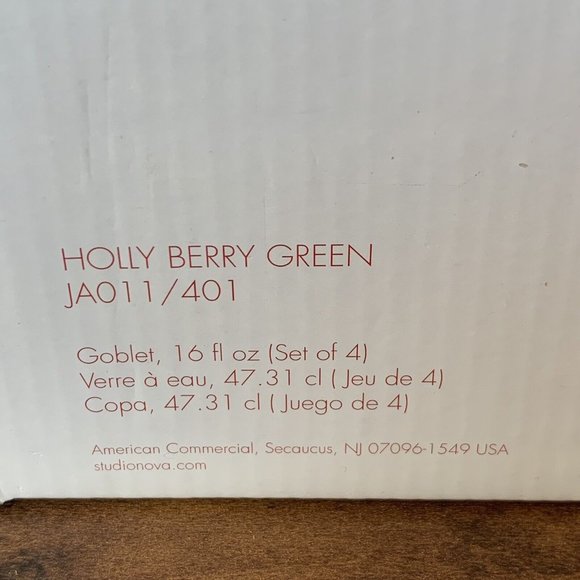 HOLLY BERRY GREEN
JA011/401
Goblet, 16 fl oz (Set of 4)
Verre à eau, 47.31 cl ( Jeu de 4)
Copa, 47.31 cl ( Juego de 4)
American Commercial, Secaucus, NJ 07096-1549 USA
studionova.com